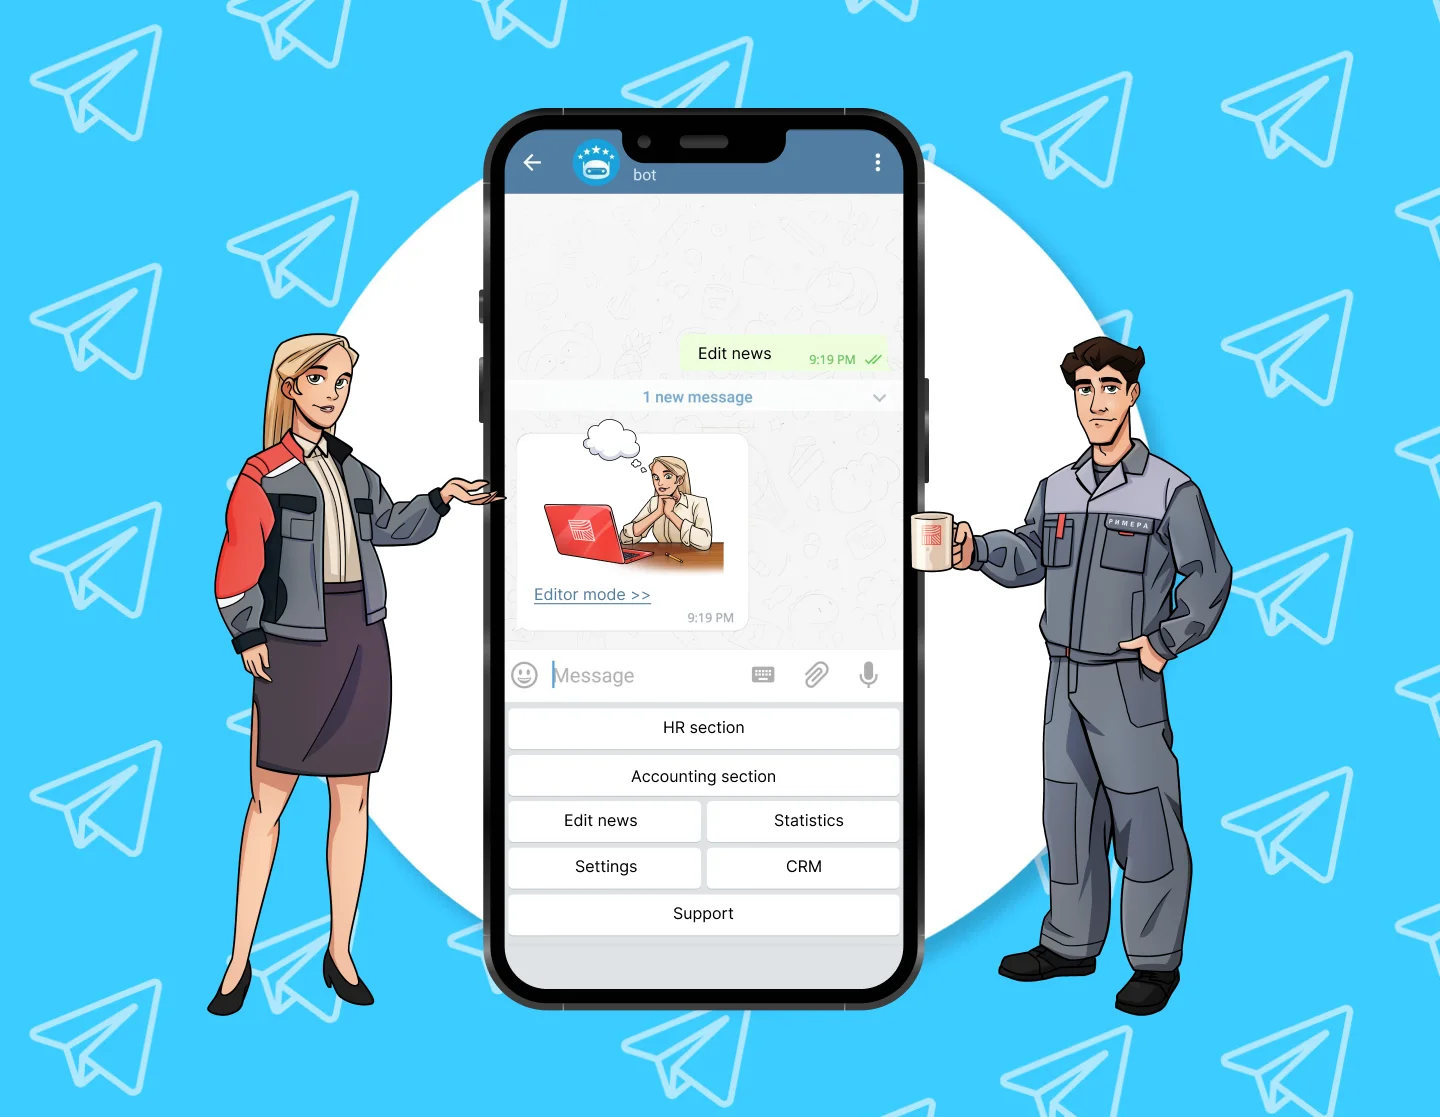 bot
Edit news
9:19 PM
1 new message
Editor mode >>
9:19 PM
РИМЕРА
Message
HR section
Accounting section
Edit news
Statistics
Settings
CRM
Support